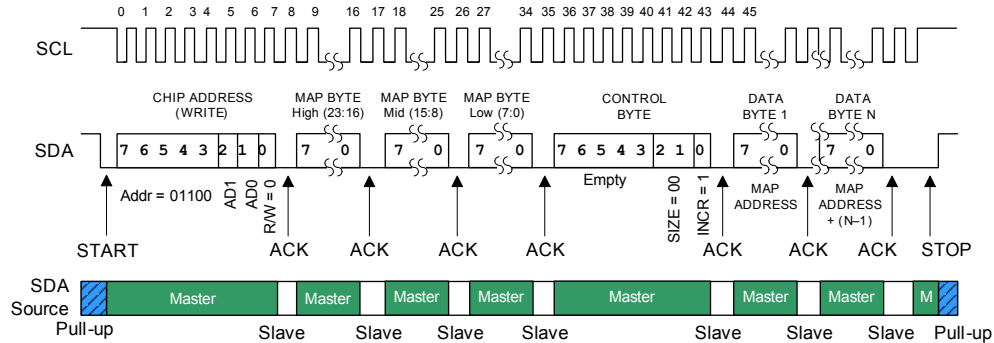 0 1 2 3 4 5 6 7 8 9 16 17 18 25 26 27 34 35 36 37 38 39 40 41 42 43 44 45
SCL
CHIP ADDRESS
(WRITE)
MAP BYTE
High (23:16)
MAP BYTE
Mid (15:8)
MAP BYTE
Low (7:0)
CONTROL
BYTE
DATA
BYTE 1
DATA
BYTE N
SDA
7 6 5 4 3 2 1 0
7 0
7 0
7 0
7 6 5 4 3 2 1 0
7 0
7 0
Addr = 01100
AD1
AD0
R/W = 0
Empty
SIZE = 00
INCR = 1
MAP
ADDRESS
MAP
ADDRESS
+ (N–1)
START ACK ACK ACK ACK ACK ACK ACK STOP
SDA
Source
Master Master Master Master Master Master Master M
Pull-up Slave Slave Slave Slave Slave Slave Slave Pull-up